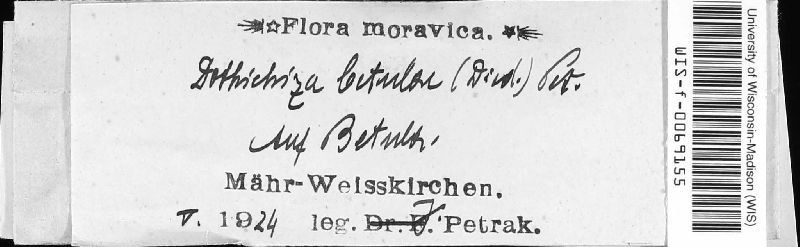 Flora moravica.
Dothichiza betulae (Died.) Pet.
Auf Betula.
Mähr-Weisskirchen.
V. 1924 leg. Dr. F. J. Petrak.
University of Wisconsin-Madison (WIS)
WIS-f-0069155